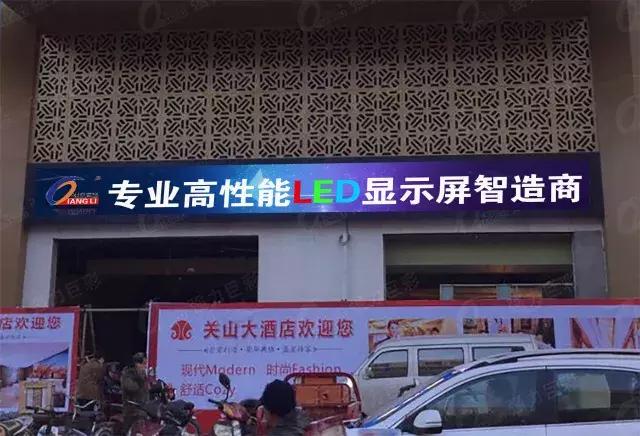 专业高性能LED显示屏智造商
QIANGLI
店欢迎您
关山大酒店欢迎您
现代Modern 时尚Fashion
舒适Cozy